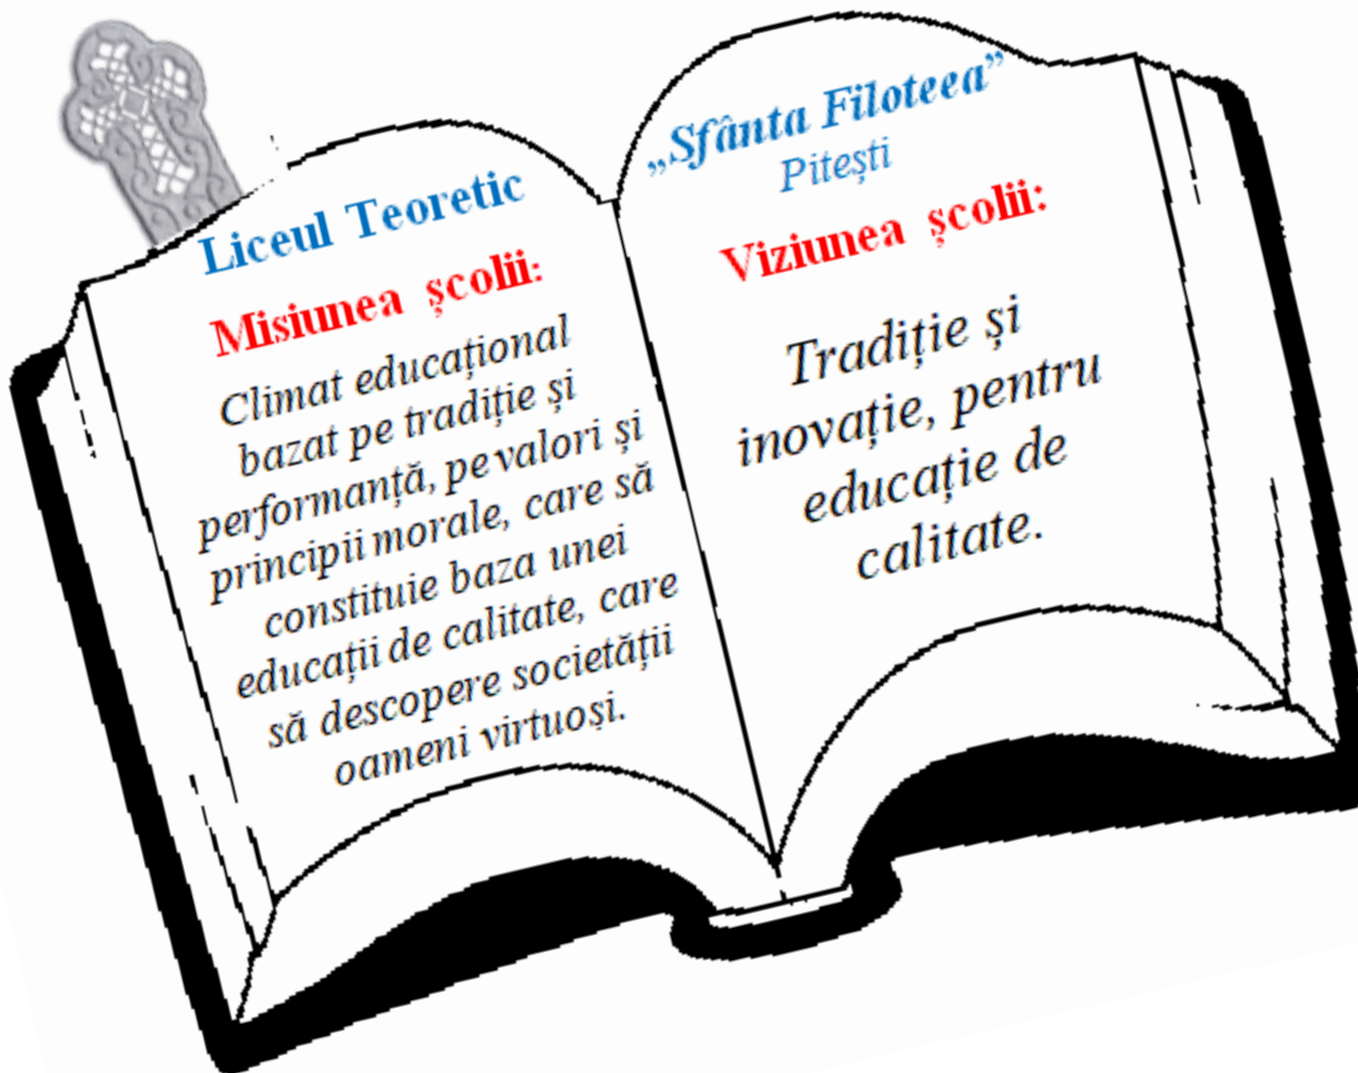 Liceul Teoretic
Misiunea școlii:
Climat educațional
bazat pe tradiție și
performanță, pe valori și
principii morale, care să
constituie baza unei
educații de calitate, care
să descopere societății
oameni virtuoși.
„Sfânta Filoteea”
Pitești
Viziunea școlii:
Tradiție și
inovație, pentru
educație de
calitate.